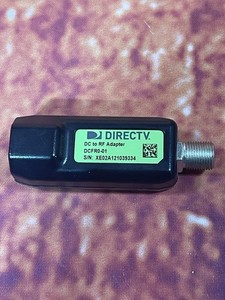 DIRECTV.
DC to RF Adapter
DCFR0-01
S/N: XE02A121039334